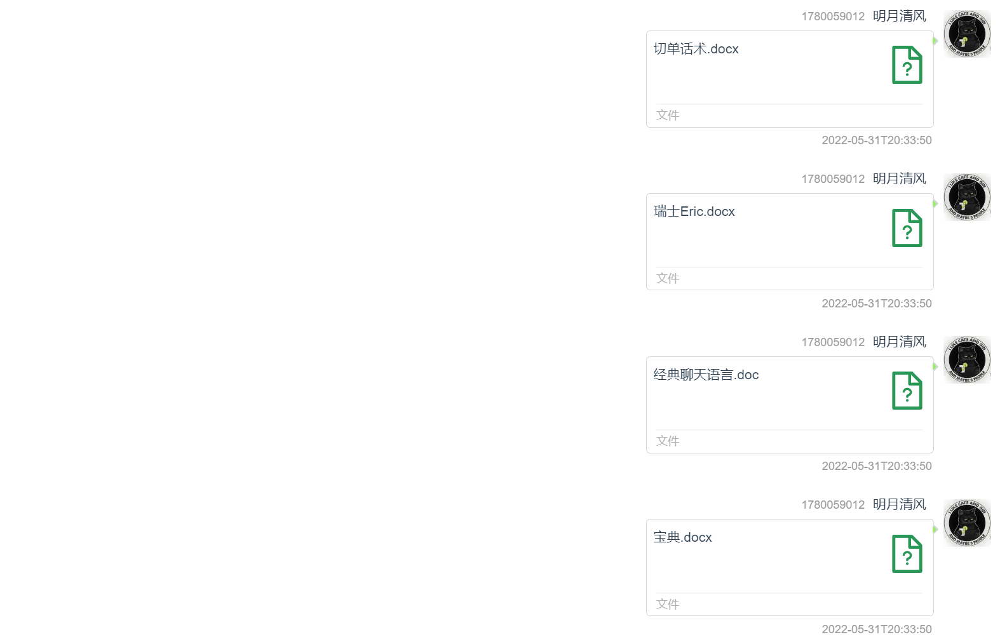 1780059012 明月清风
I LIKE CATS AND GIN
AND MAYBE 3 PEOPLE
切单话术.docx
文件
2022-05-31T20:33:50
1780059012 明月清风
I LIKE CATS AND GIN
AND MAYBE 3 PEOPLE
瑞士Eric.docx
文件
2022-05-31T20:33:50
1780059012 明月清风
I LIKE CATS AND GIN
AND MAYBE 3 PEOPLE
经典聊天语言.doc
文件
2022-05-31T20:33:50
1780059012 明月清风
I LIKE CATS AND GIN
AND MAYBE 3 PEOPLE
宝典.docx
文件
2022-05-31T20:33:50